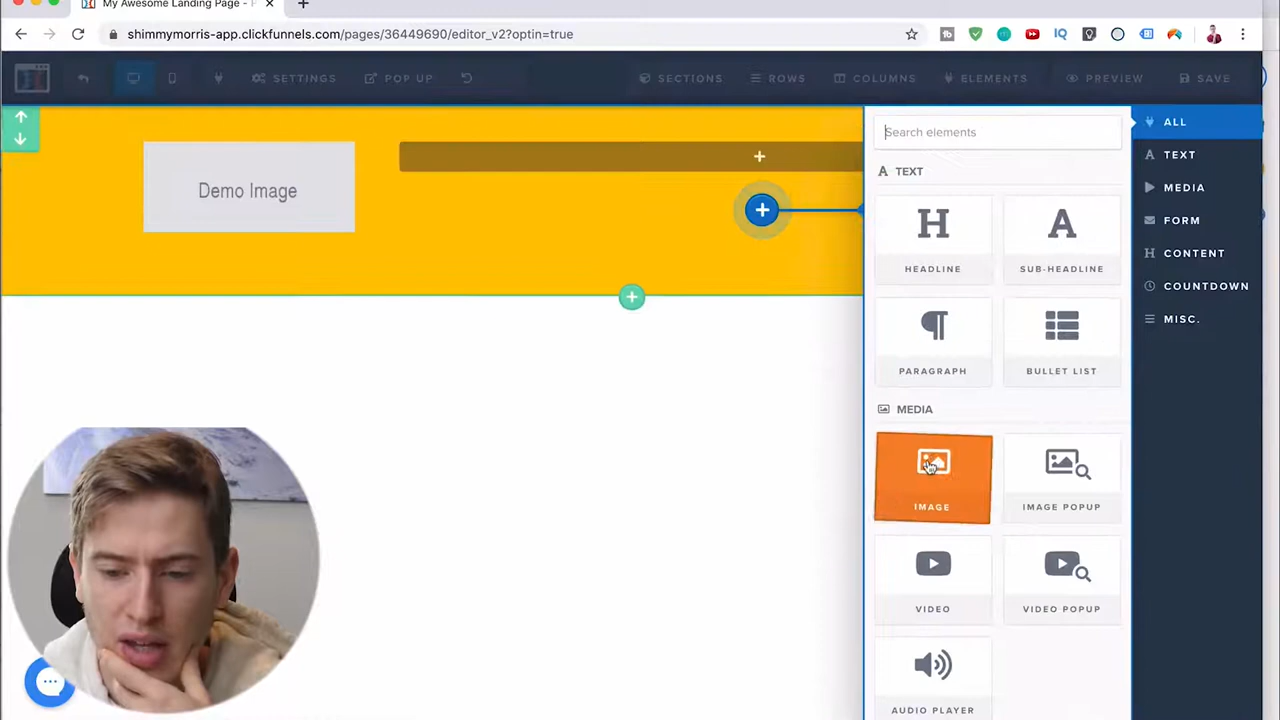 My Awesome Landing Page - P
shimmymorris-app.clickfunnels.com/pages/36449690/editor_v2?optin=true
SETTINGS
POP UP
SECTIONS
ROWS
COLUMNS
ELEMENTS
PREVIEW
SAVE
Demo Image
Search elements
TEXT
HEADLINE
SUB-HEADLINE
PARAGRAPH
BULLET LIST
MEDIA
IMAGE
IMAGE POPUP
VIDEO
VIDEO POPUP
AUDIO PLAYER
ALL
TEXT
MEDIA
FORM
CONTENT
COUNTDOWN
MISC.